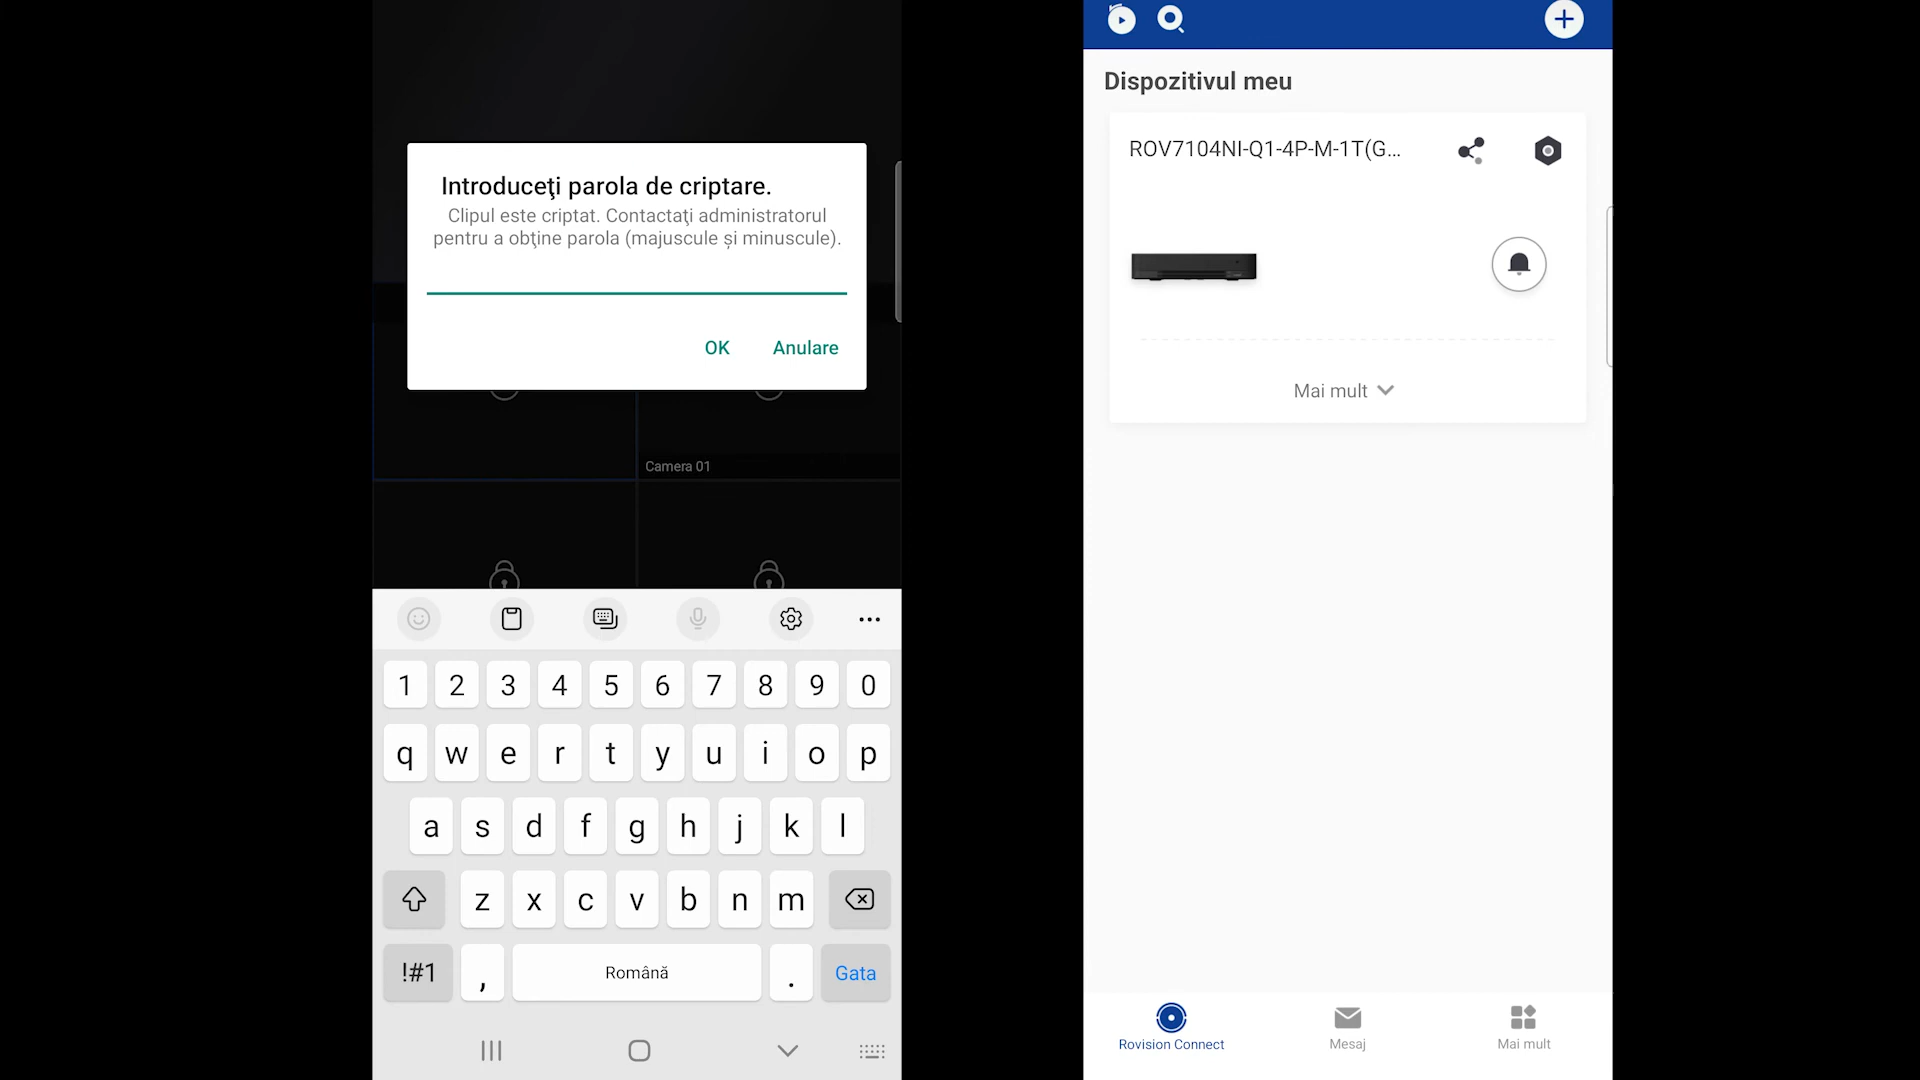 Introduceţi parola de criptare.
Clipul este criptat. Contactaţi administratorul
pentru a obţine parola (majuscule și minuscule).
OK Anulare
Camera 01
1 2 3 4 5 6 7 8 9 0
q w e r t y u i o p
a s d f g h j k l
z x c v b n m
!#1 , Română . Gata
Dispozitivul meu
ROV7104NI-Q1-4P-M-1T(G...
Mai mult
Rovision Connect
Mesaj
Mai mult